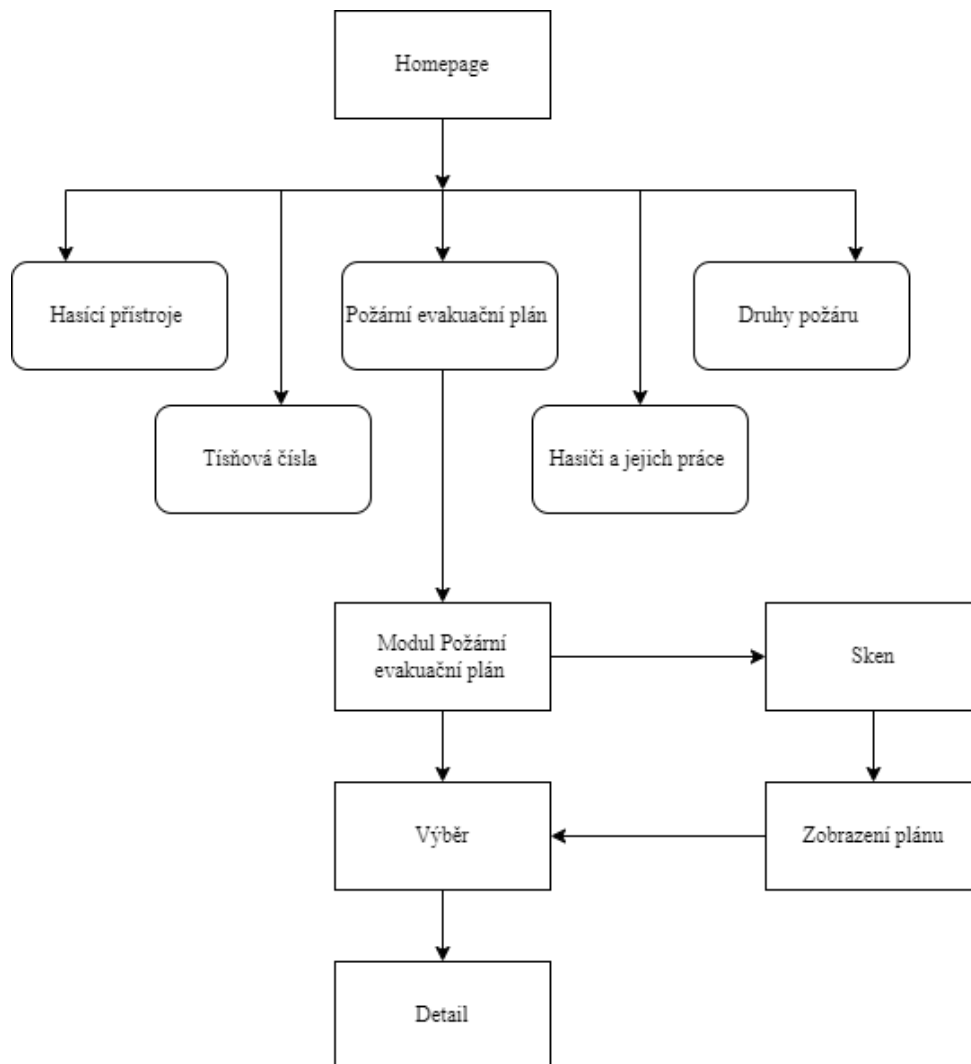 Homepage
Hasící přístroje
Požární evakuační plán
Druhy požáru
Tísňová čísla
Hasiči a jejich práce
Modul Požární
evakuační plán
Sken
Výběr
Zobrazení plánu
Detail